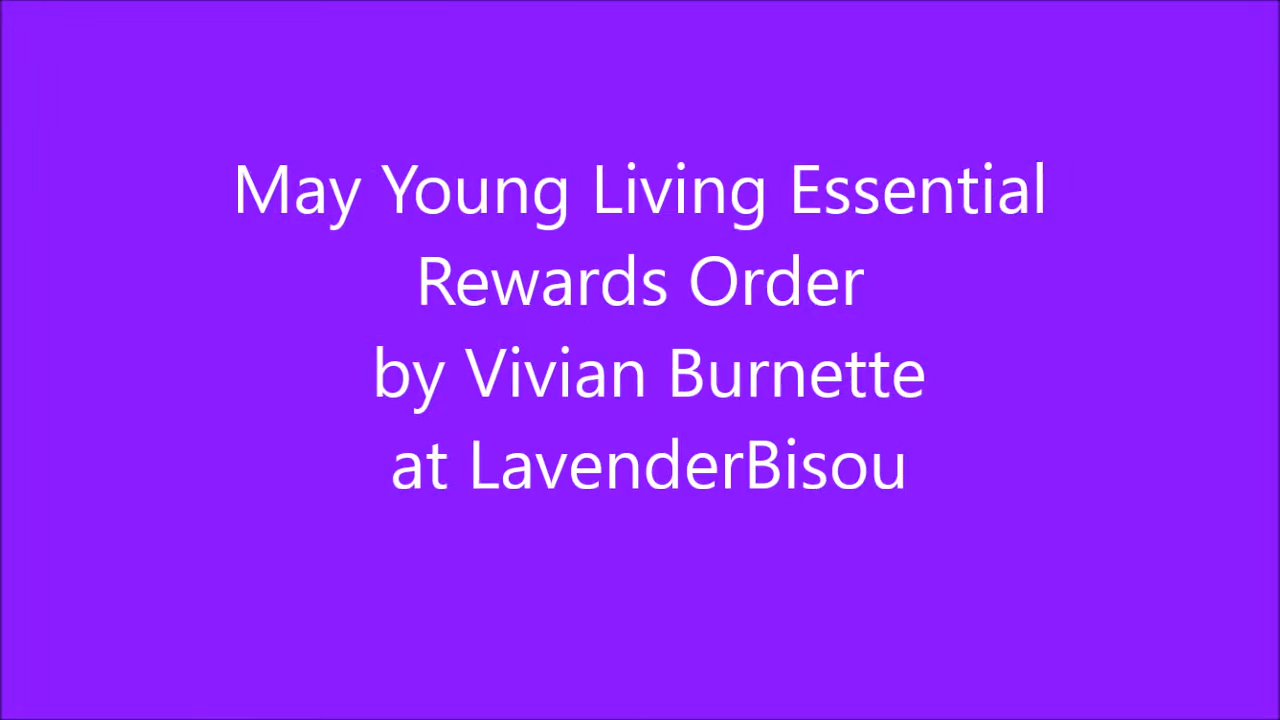 May Young Living Essential
Rewards Order
by Vivian Burnette
at LavenderBisou